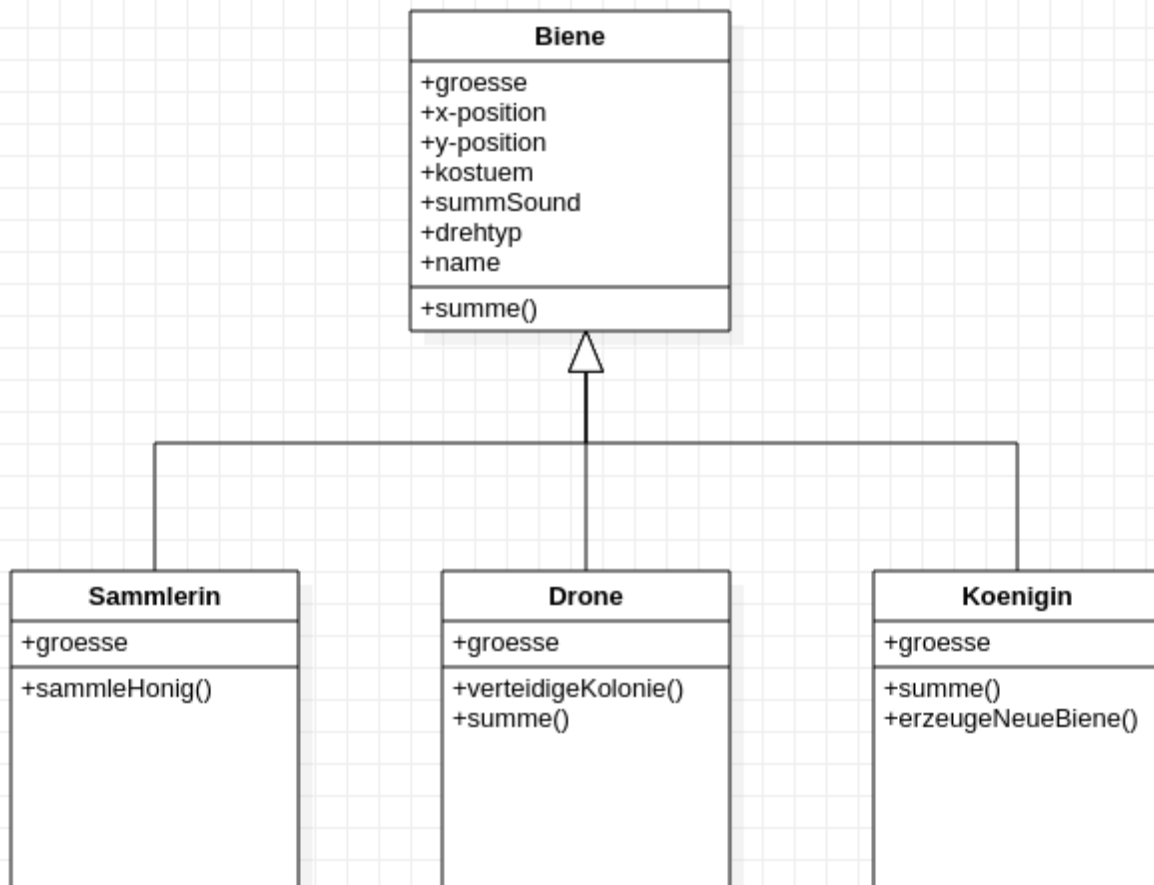 Biene
+groesse
+x-position
+y-position
+kostuem
+summSound
+drehtyp
+name
+summe()
Sammlerin
+groesse
+sammleHonig()
Drone
+groesse
+verteidigeKolonie()
+summe()
Koenigin
+groesse
+summe()
+erzeugeNeueBiene()